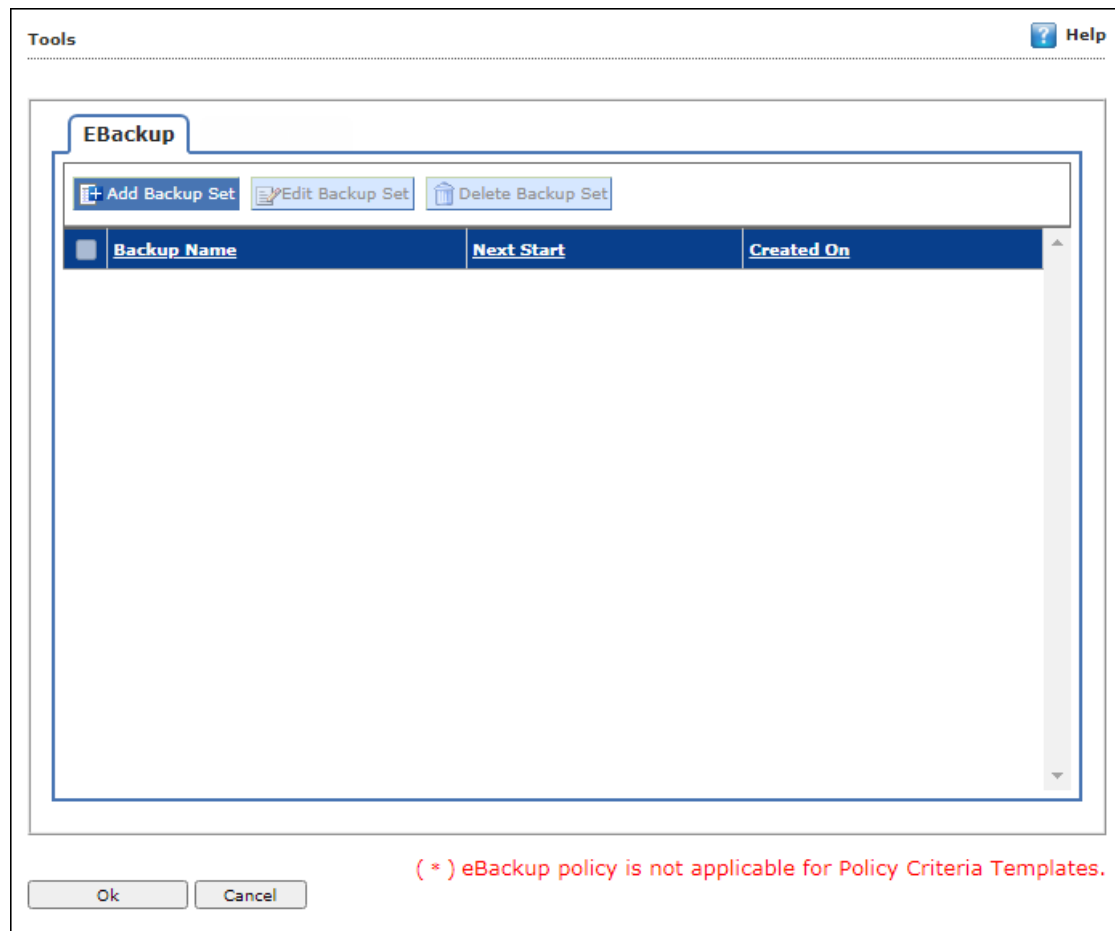 Tools
? Help
EBackup
Add Backup Set Edit Backup Set Delete Backup Set
Backup Name Next Start Created On
( * ) eBackup policy is not applicable for Policy Criteria Templates.
Ok Cancel